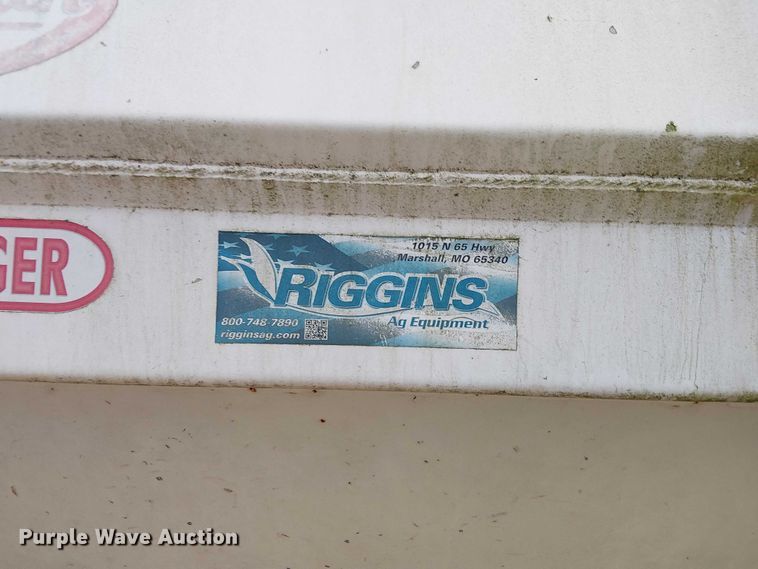 GER
1015 N 65 Hwy
Marshall, MO 65340
RIGGINS
Ag Equipment
800-748-7890
rigginsag.com
Purple Wave Auction